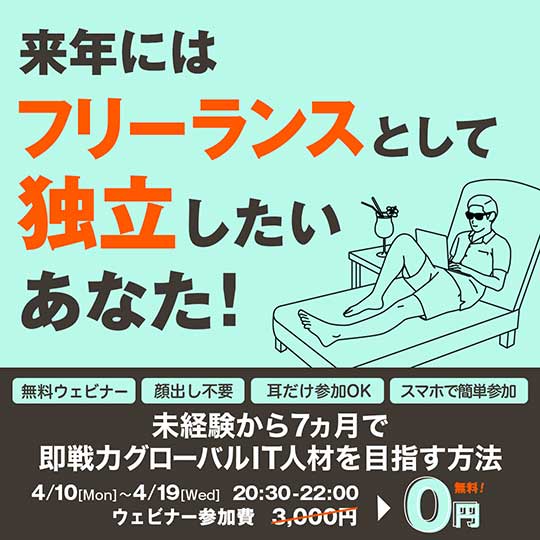 来年には
フリーランスとして
独立したい
あなた!
無料ウェビナー 顔出し不要 耳だけ参加OK スマホで簡単参加
未経験から7ヵ月で
即戦力グローバルIT人材を目指す方法
4/10[Mon]~4/19[Wed] 20:30-22:00
ウェビナー参加費 3,000円 ▶ 0円 無料!